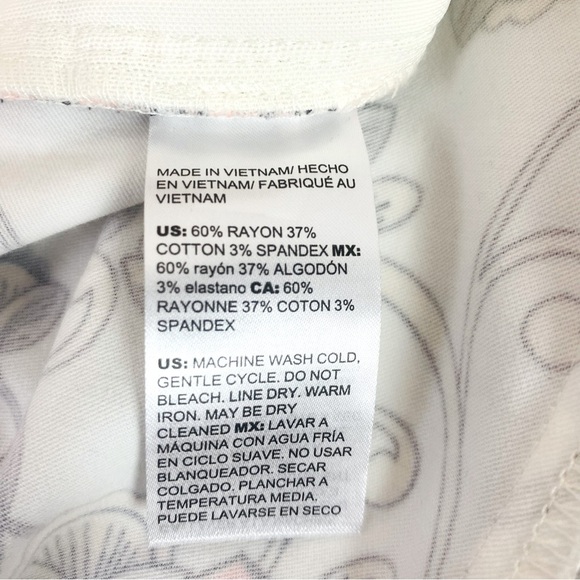 MADE IN VIETNAM/ HECHO
EN VIETNAM/ FABRIQUÉ AU
VIETNAM
US: 60% RAYON 37%
COTTON 3% SPANDEX MX:
60% rayón 37% ALGODÓN
3% elastano CA: 60%
RAYONNE 37% COTON 3%
SPANDEX
US: MACHINE WASH COLD,
GENTLE CYCLE. DO NOT
BLEACH. LINE DRY. WARM
IRON. MAY BE DRY
CLEANED MX: LAVAR A
MÁQUINA CON AGUA FRÍA
EN CICLO SUAVE. NO USAR
BLANQUEADOR. SECAR
COLGADO. PLANCHAR A
TEMPERATURA MEDIA.
PUEDE LAVARSE EN SECO